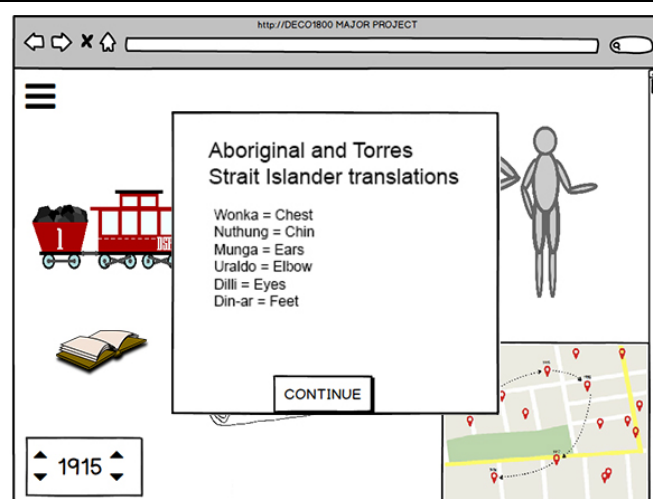 http://DECO1800 MAJOR PROJECT
Aboriginal and Torres
Strait Islander translations
Wonka = Chest
Nuthung = Chin
Munga = Ears
Uraldo = Elbow
Dilli = Eyes
Din-ar = Feet
1
CONTINUE
1915